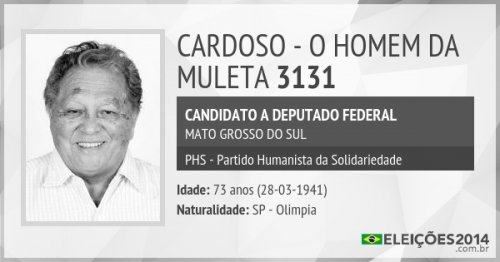 CARDOSO - O HOMEM DA
MULETA 3131
CANDIDATO A DEPUTADO FEDERAL
MATO GROSSO DO SUL
PHS - Partido Humanista da Solidariedade
Idade: 73 anos (28-03-1941)
Naturalidade: SP - Olimpia
ELEIÇÕES2014
.com.br